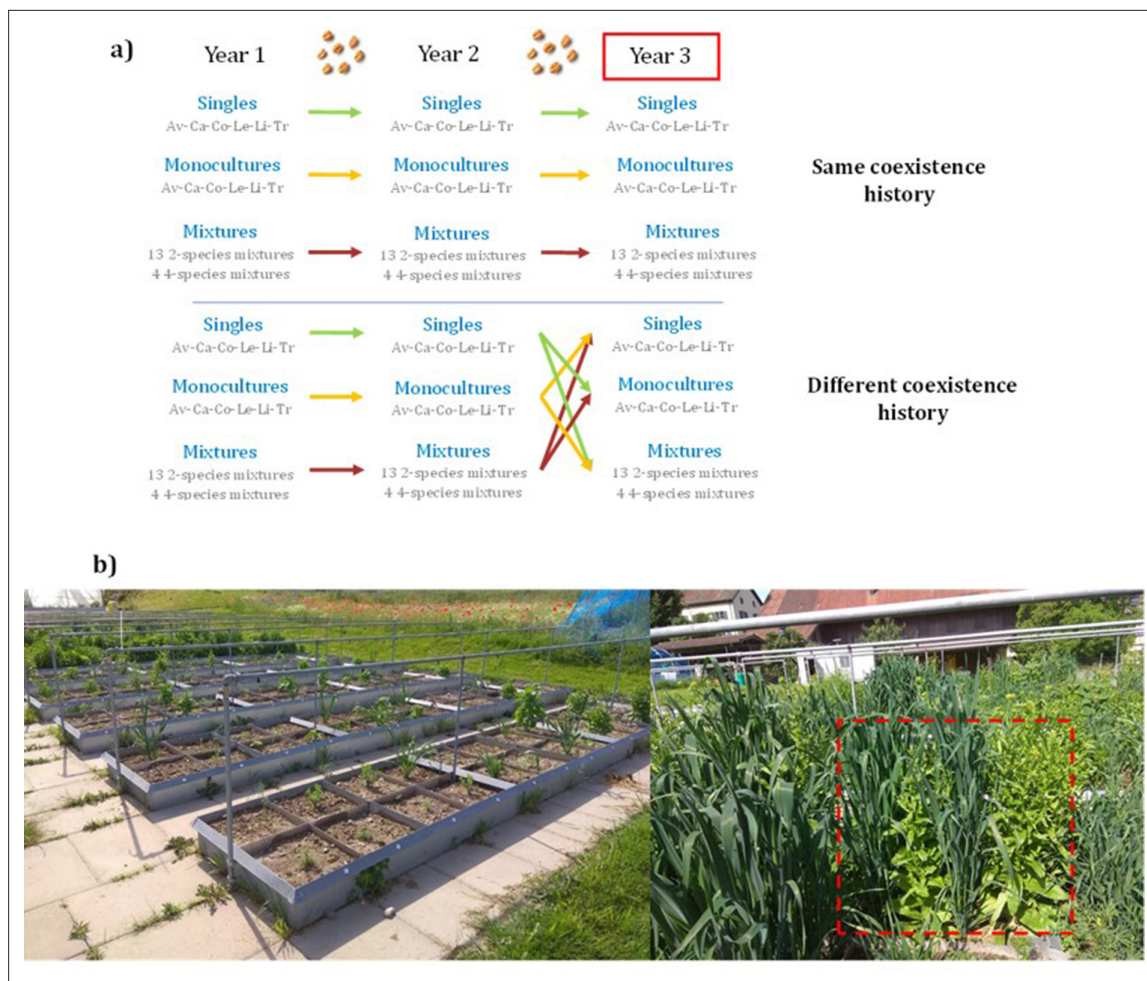 a)
Year 1 Year 2 Year 3
Singles Singles Singles
Av-Ca-Co-Le-Li-Tr Av-Ca-Co-Le-Li-Tr Av-Ca-Co-Le-Li-Tr
Monocultures Monocultures Monocultures
Av-Ca-Co-Le-Li-Tr Av-Ca-Co-Le-Li-Tr Av-Ca-Co-Le-Li-Tr
Same coexistence
history
Mixtures Mixtures Mixtures
13 2-species mixtures 13 2-species mixtures 13 2-species mixtures
4 4-species mixtures 4 4-species mixtures 4 4-species mixtures
Singles Singles Singles
Av-Ca-Co-Le-Li-Tr Av-Ca-Co-Le-Li-Tr Av-Ca-Co-Le-Li-Tr
Monocultures Monocultures Monocultures
Av-Ca-Co-Le-Li-Tr Av-Ca-Co-Le-Li-Tr Av-Ca-Co-Le-Li-Tr
Different coexistence
history
Mixtures Mixtures Mixtures
13 2-species mixtures 13 2-species mixtures 13 2-species mixtures
4 4-species mixtures 4 4-species mixtures 4 4-species mixtures
b)